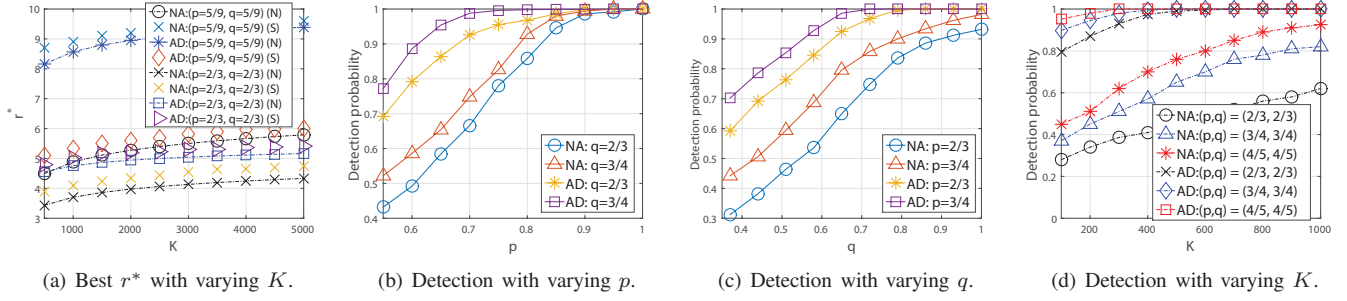 10
9
8
7
6
5
4
3
r*
1000
2000
3000
4000
5000
K
NA:(p=5/9, q=5/9) (N)
NA:(p=5/9, q=5/9) (S)
AD:(p=5/9, q=5/9) (N)
AD:(p=5/9, q=5/9) (S)
NA:(p=2/3, q=2/3) (N)
NA:(p=2/3, q=2/3) (S)
AD:(p=2/3, q=2/3) (N)
AD:(p=2/3, q=2/3) (S)
(a) Best r* with varying K.
1
0.9
0.8
0.7
0.6
0.5
0.4
Detection probability
0.6
0.7
0.8
0.9
1
p
NA: q=2/3
NA: q=3/4
AD: q=2/3
AD: q=3/4
(b) Detection with varying p.
1
0.9
0.8
0.7
0.6
0.5
0.4
0.3
Detection probability
0.4
0.5
0.6
0.7
0.8
0.9
1
q
NA: p=2/3
NA: p=3/4
AD: p=2/3
AD: p=3/4
(c) Detection with varying q.
1
0.8
0.6
0.4
0.2
0
Detection probability
200
400
600
800
1000
K
NA:(p,q) = (2/3, 2/3)
NA:(p,q) = (3/4, 3/4)
NA:(p,q) = (4/5, 4/5)
AD:(p,q) = (2/3, 2/3)
AD:(p,q) = (3/4, 3/4)
AD:(p,q) = (4/5, 4/5)
(d) Detection with varying K.